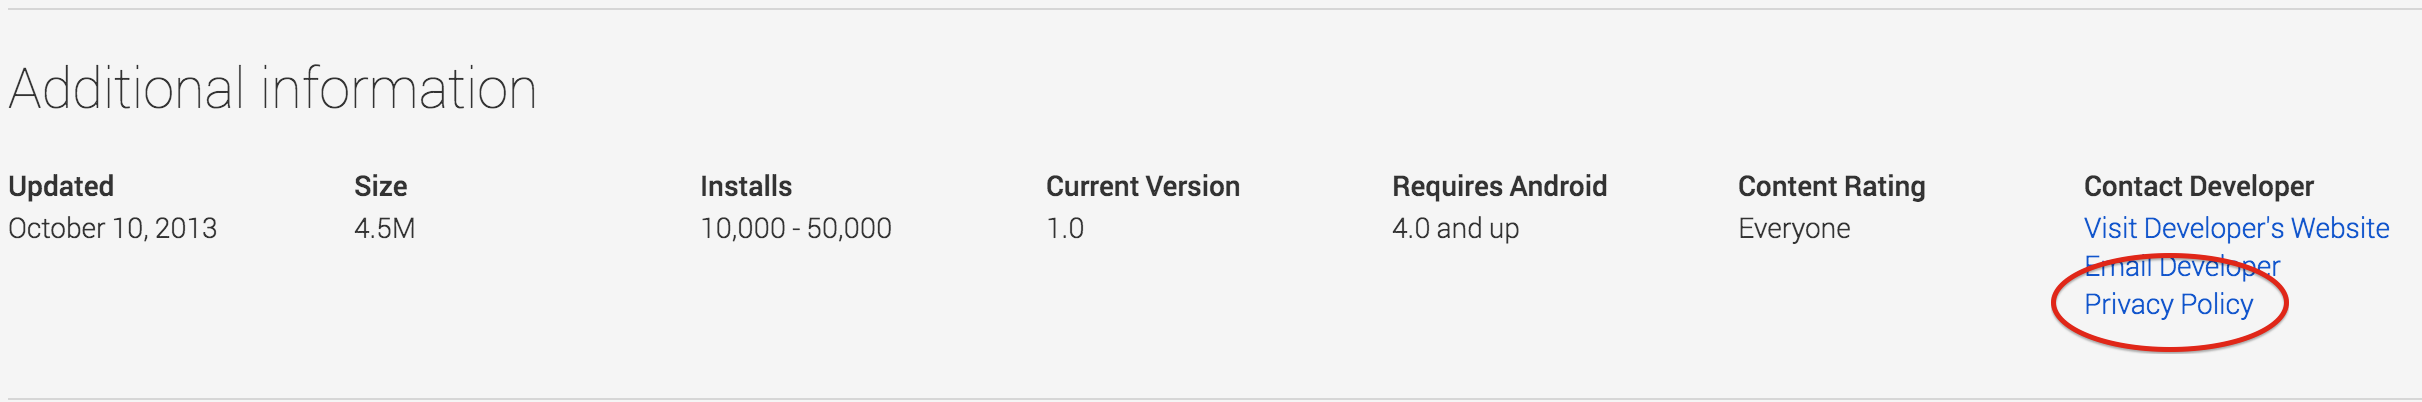 Additional information
Updated
October 10, 2013
Size
4.5M
Installs
10,000 - 50,000
Current Version
1.0
Requires Android
4.0 and up
Content Rating
Everyone
Contact Developer
Visit Developer's Website
Email Developer
Privacy Policy